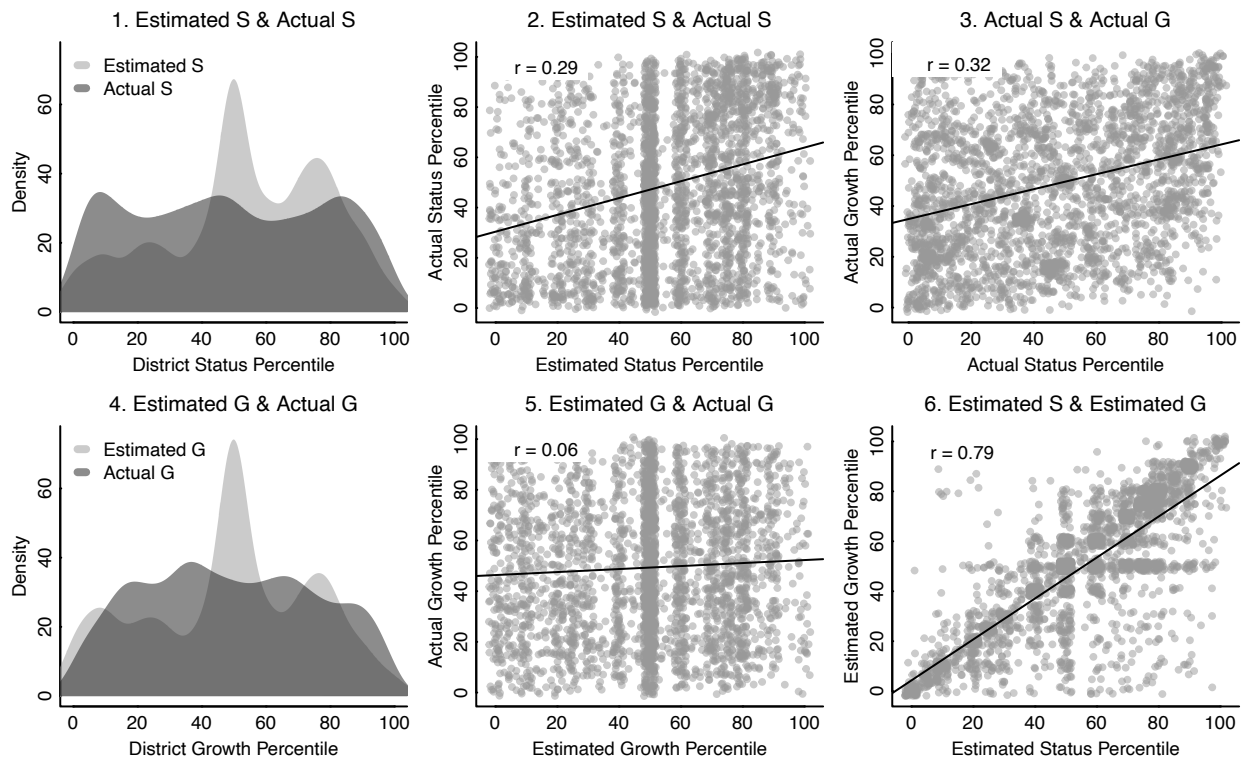 1. Estimated S & Actual S
Estimated S
Actual S
60
40
20
0
Density
0 20 40 60 80 100
District Status Percentile
2. Estimated S & Actual S
r = 0.29
100
80
60
40
20
0
Actual Status Percentile
0 20 40 60 80 100
Estimated Status Percentile
3. Actual S & Actual G
r = 0.32
100
80
60
40
20
0
Actual Growth Percentile
0 20 40 60 80 100
Actual Status Percentile
4. Estimated G & Actual G
Estimated G
Actual G
60
40
20
0
Density
0 20 40 60 80 100
District Growth Percentile
5. Estimated G & Actual G
r = 0.06
100
80
60
40
20
0
Actual Growth Percentile
0 20 40 60 80 100
Estimated Growth Percentile
6. Estimated S & Estimated G
r = 0.79
100
80
60
40
20
0
Estimated Growth Percentile
0 20 40 60 80 100
Estimated Status Percentile